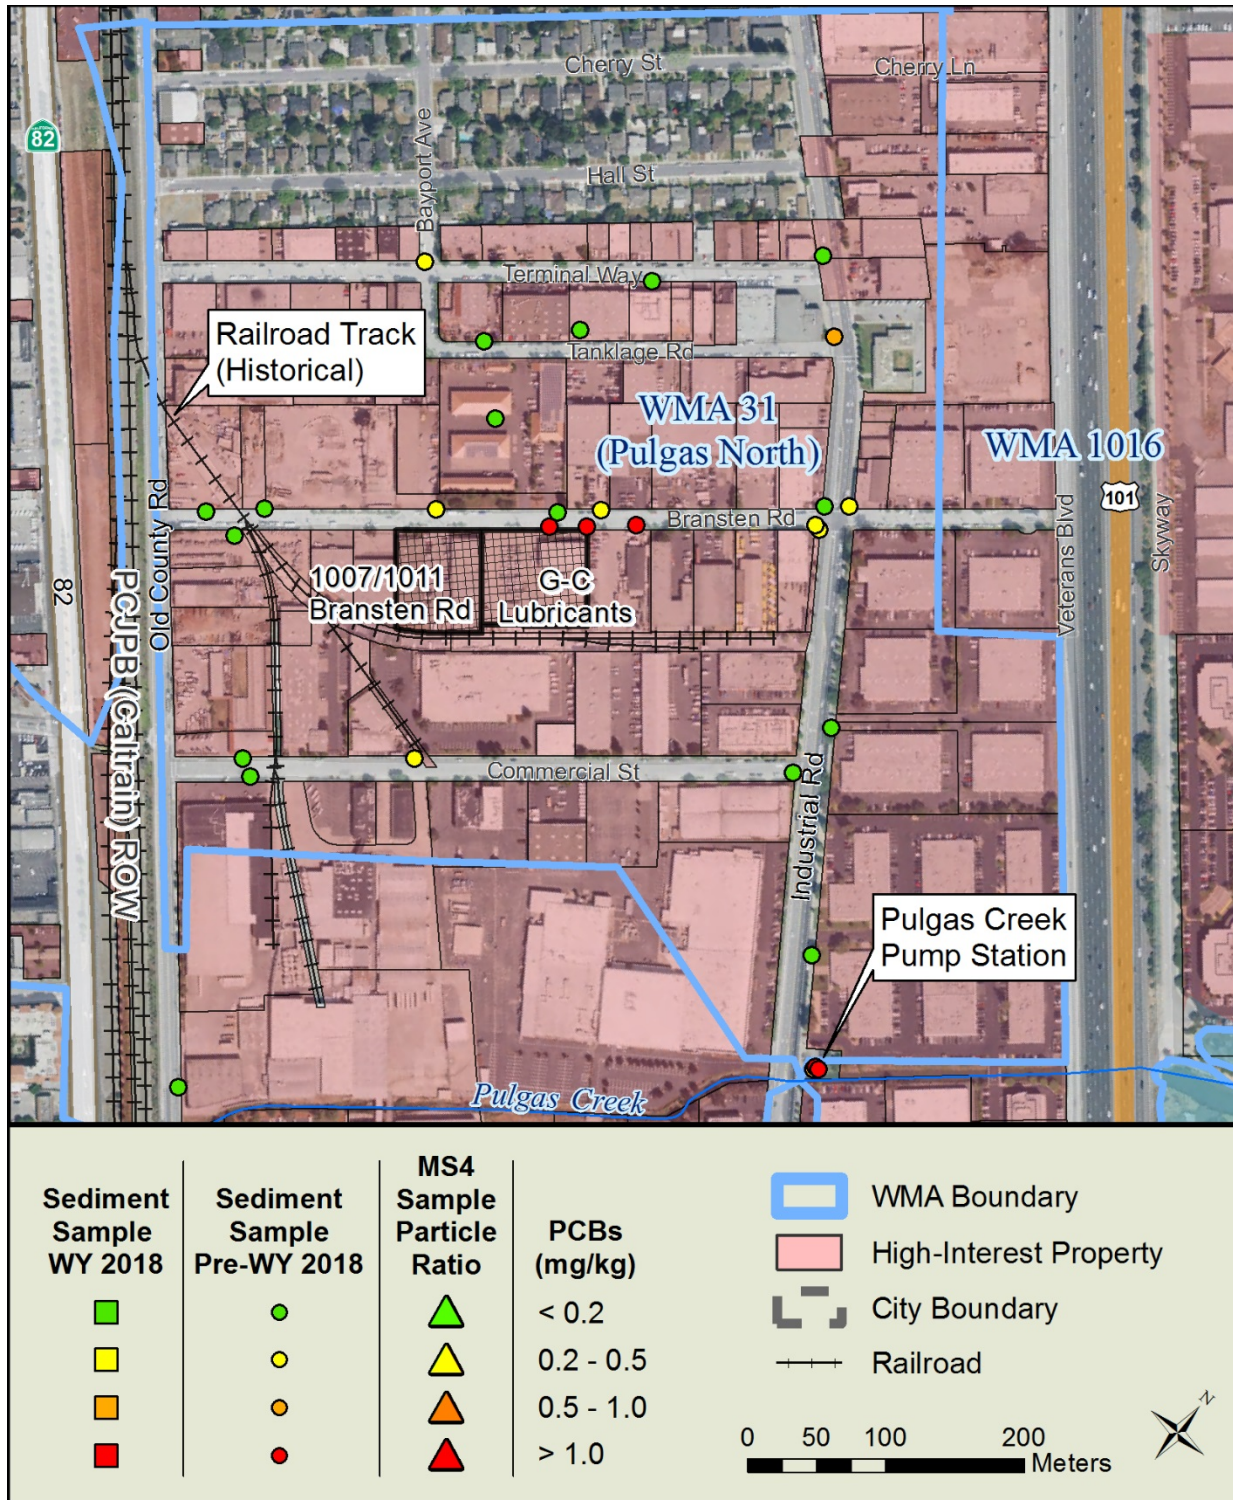 Cherry St
Cherry Ln
82
Bayport Ave
Hall St
Terminal Way
Railroad Track
(Historical)
Tanklage Rd
WMA 31
(Pulgas North)
WMA 1016
101
Old County Rd
Bransten Rd
Veterans Blvd
Skyway
1007/1011
Bransten Rd
G-C
Lubricants
82
PCJPB (Caltrain) ROW
Commercial St
Industrial Rd
Pulgas Creek
Pump Station
Pulgas Creek
Sediment
Sample
WY 2018
Sediment
Sample
Pre-WY 2018
MS4
Sample
Particle
Ratio
PCBs
(mg/kg)
< 0.2
0.2 - 0.5
0.5 - 1.0
> 1.0
WMA Boundary
High-Interest Property
City Boundary
Railroad
N
0 50 100 200
Meters